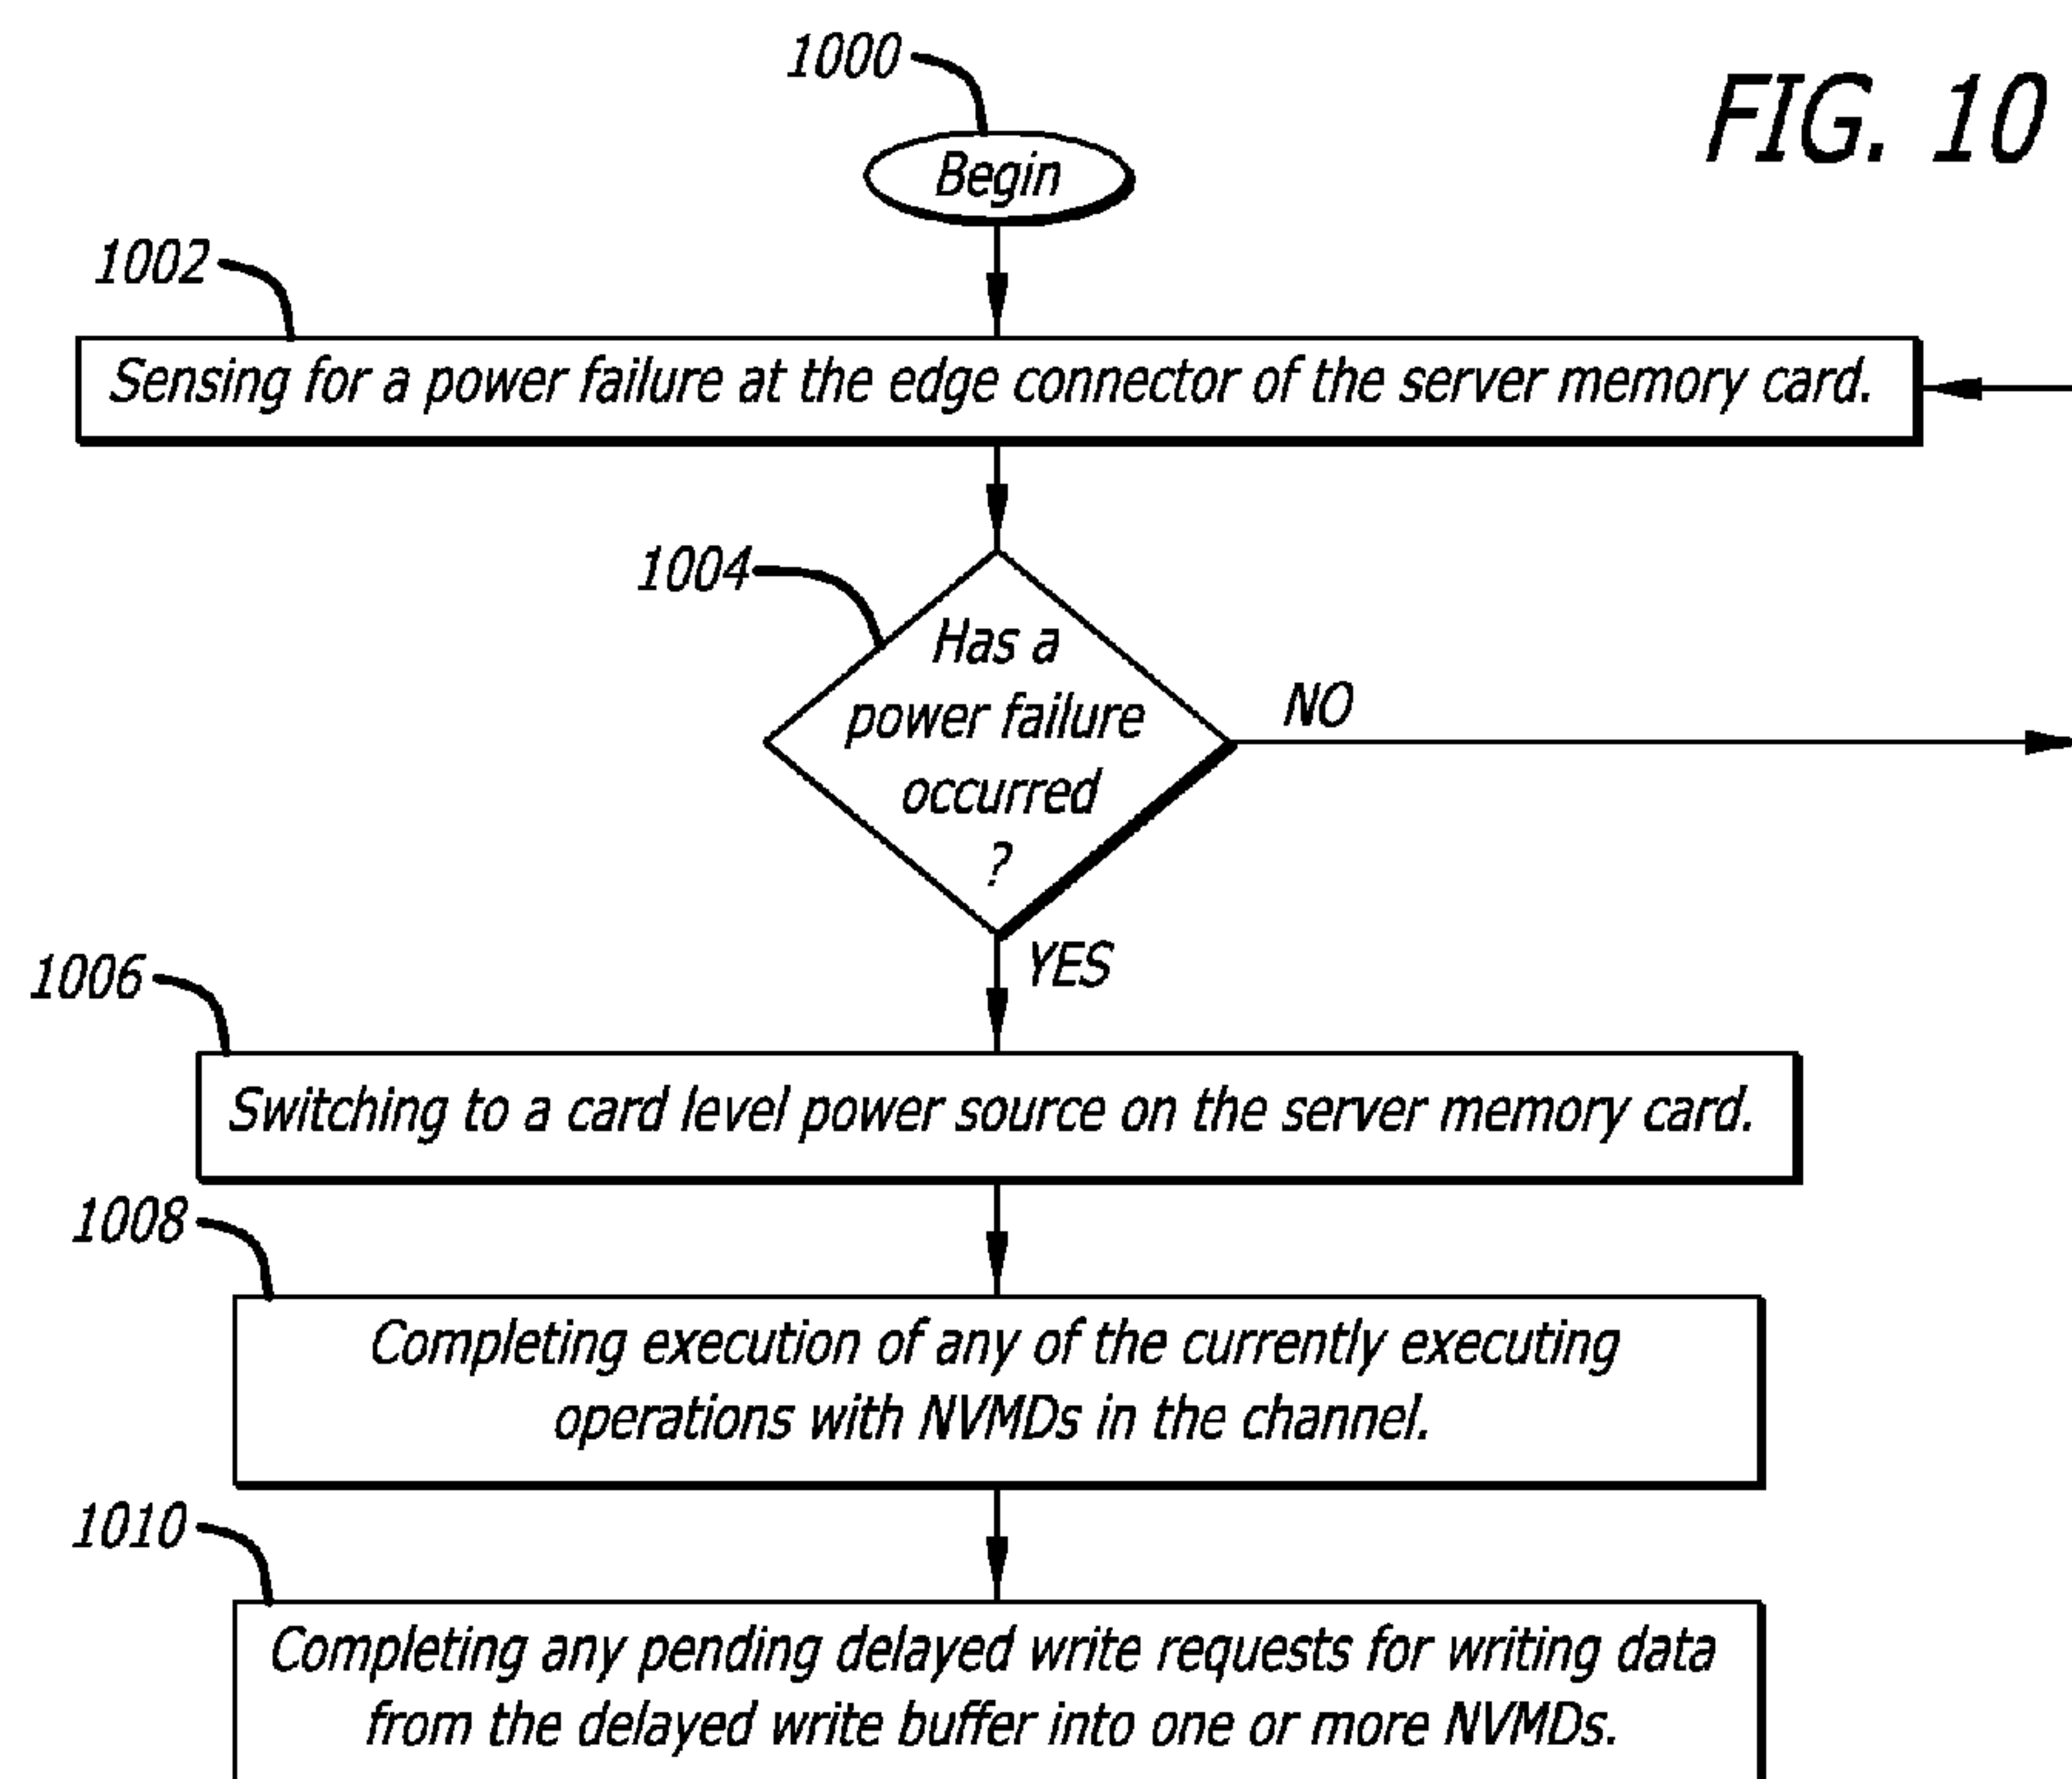 1000
FIG. 10
Begin
1002
Sensing for a power failure at the edge connector of the server memory card.
1004
Has a
power failure
occurred
?
NO
YES
1006
Switching to a card level power source on the server memory card.
1008
Completing execution of any of the currently executing
operations with NVMDs in the channel.
1010
Completing any pending delayed write requests for writing data
from the delayed write buffer into one or more NVMDs.